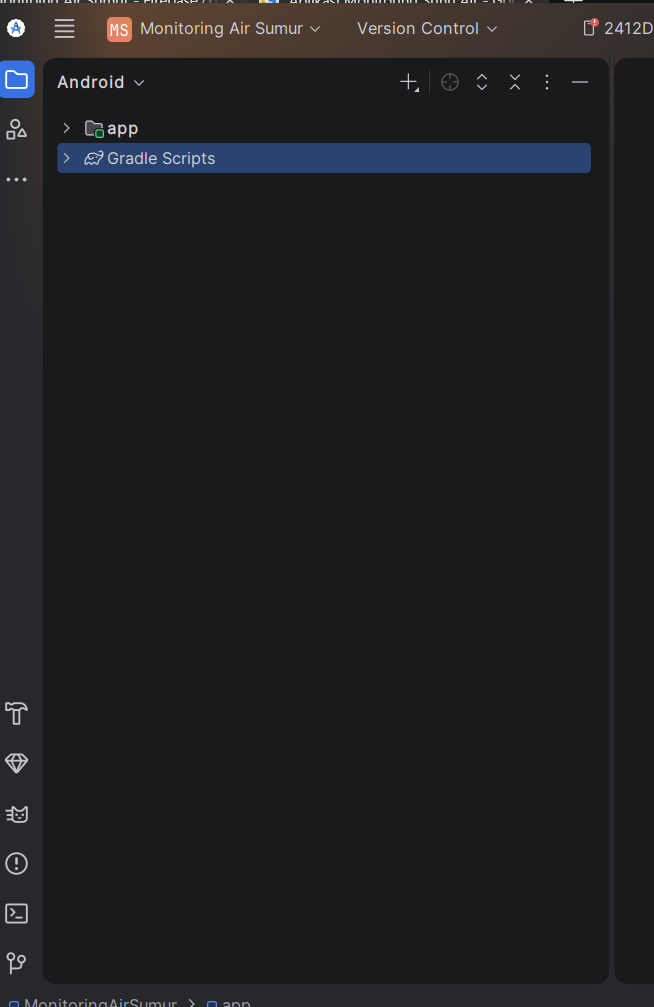 MS Monitoring Air Sumur Version Control 2412D
Android
app
Gradle Scripts
MonitoringAirSumur > app